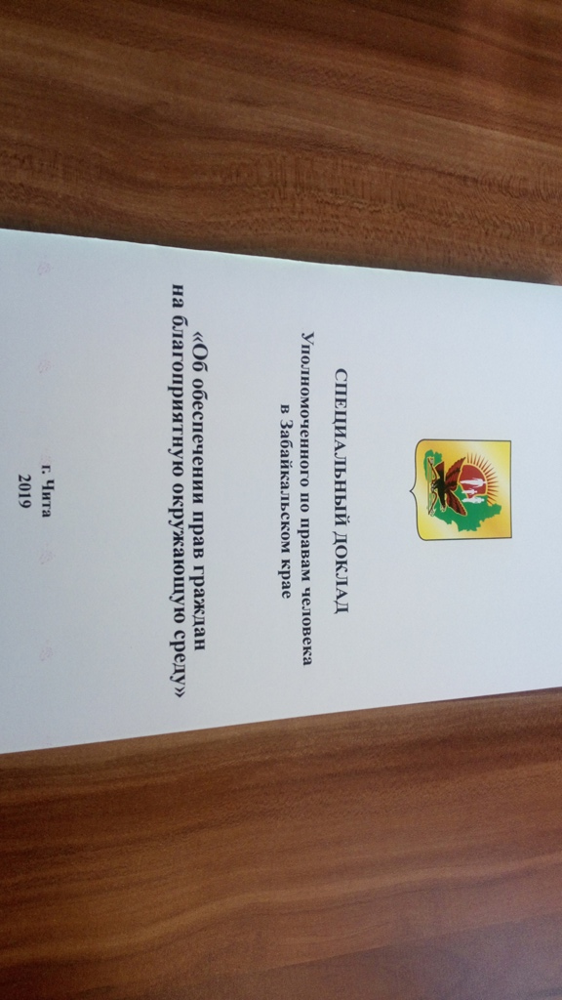 СПЕЦИАЛЬНЫЙ ДОКЛАД
Уполномоченного по правам человека
в Забайкальском крае
«Об обеспечении прав граждан
на благоприятную окружающую среду»
г. Чита
2019